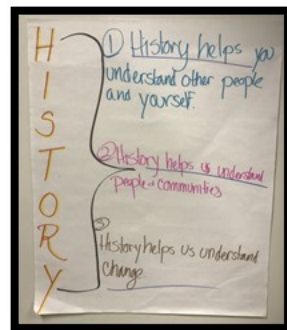 HISTORY
① History helps you
understand other people
and yourself.
② History helps us understand
people & communities
③
History helps us understand
change